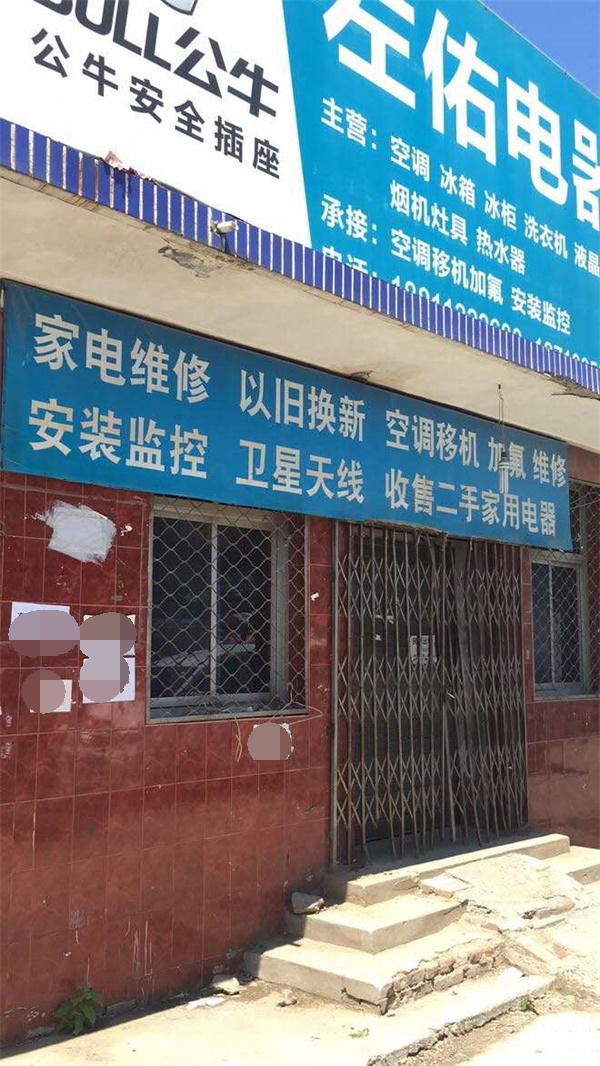 BULL公牛
公牛安全插座
左佑电器
主营：空调 冰箱 冰柜 洗衣机 液晶
烟机灶具 热水器
承接：空调移机加氟 安装监控
电话：
家电维修 以旧换新 空调移机 加氟 维修
安装监控 卫星天线 收售二手家用电器